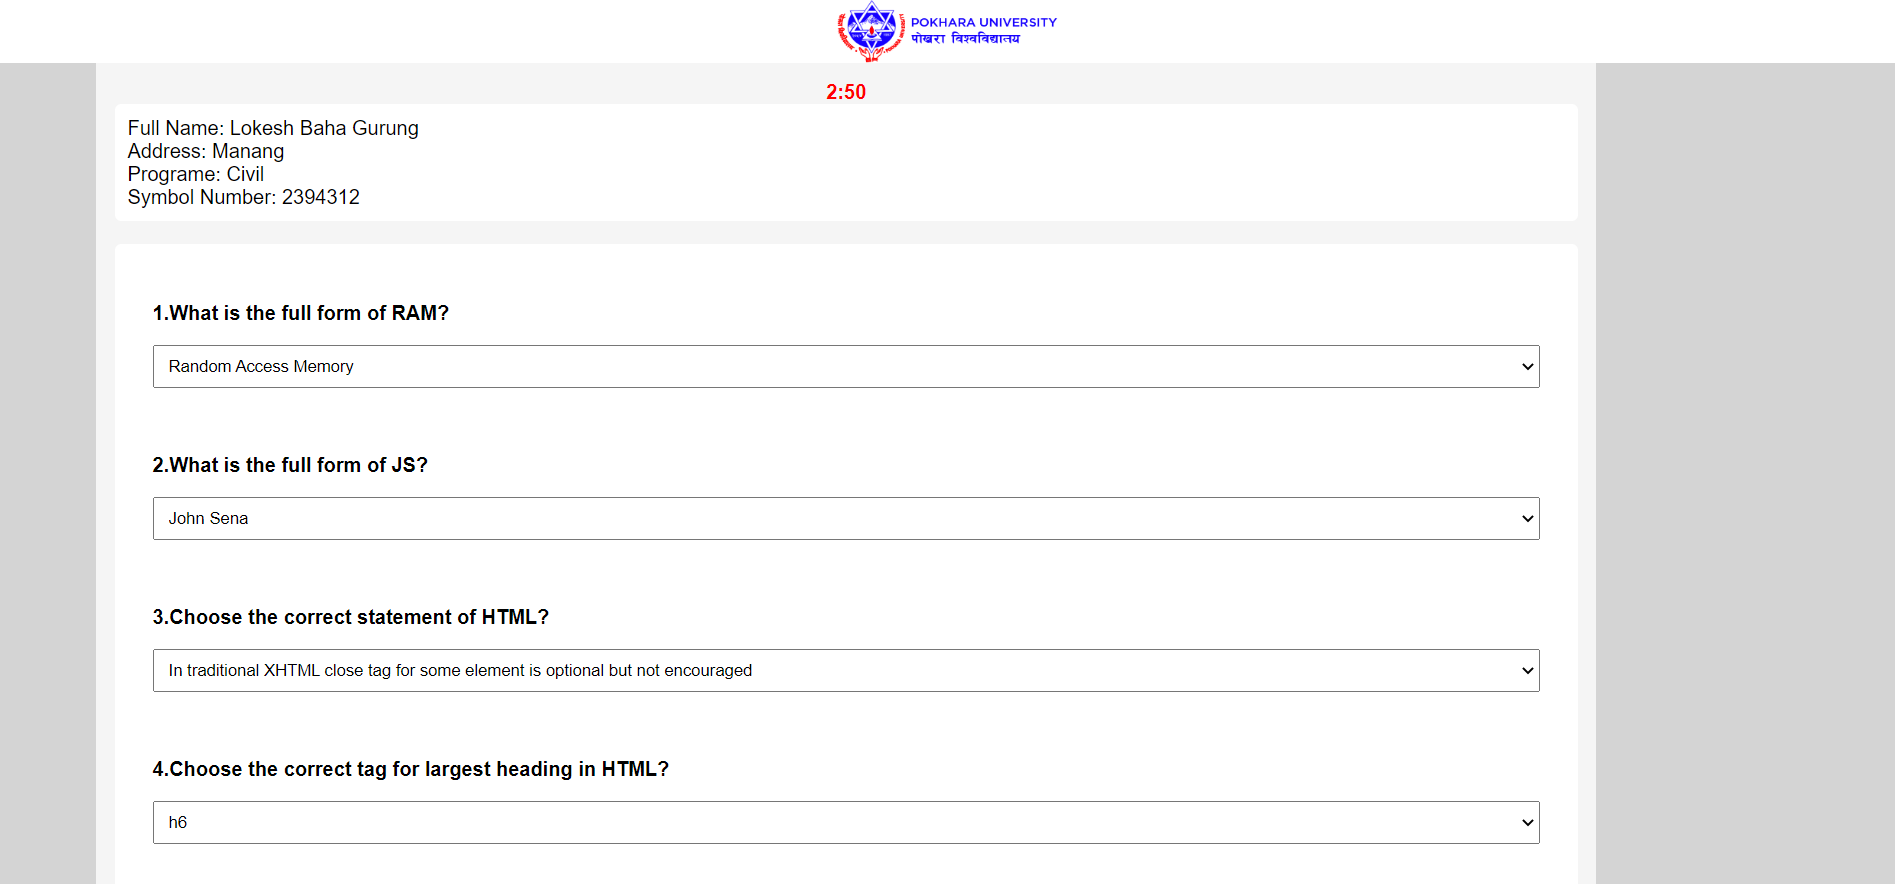 POKHARA UNIVERSITY
पोखरा विश्वविद्यालय
2:50
Full Name: Lokesh Baha Gurung
Address: Manang
Programe: Civil
Symbol Number: 2394312
1.What is the full form of RAM?
Random Access Memory
2.What is the full form of JS?
John Sena
3.Choose the correct statement of HTML?
In traditional XHTML close tag for some element is optional but not encouraged
4.Choose the correct tag for largest heading in HTML?
h6